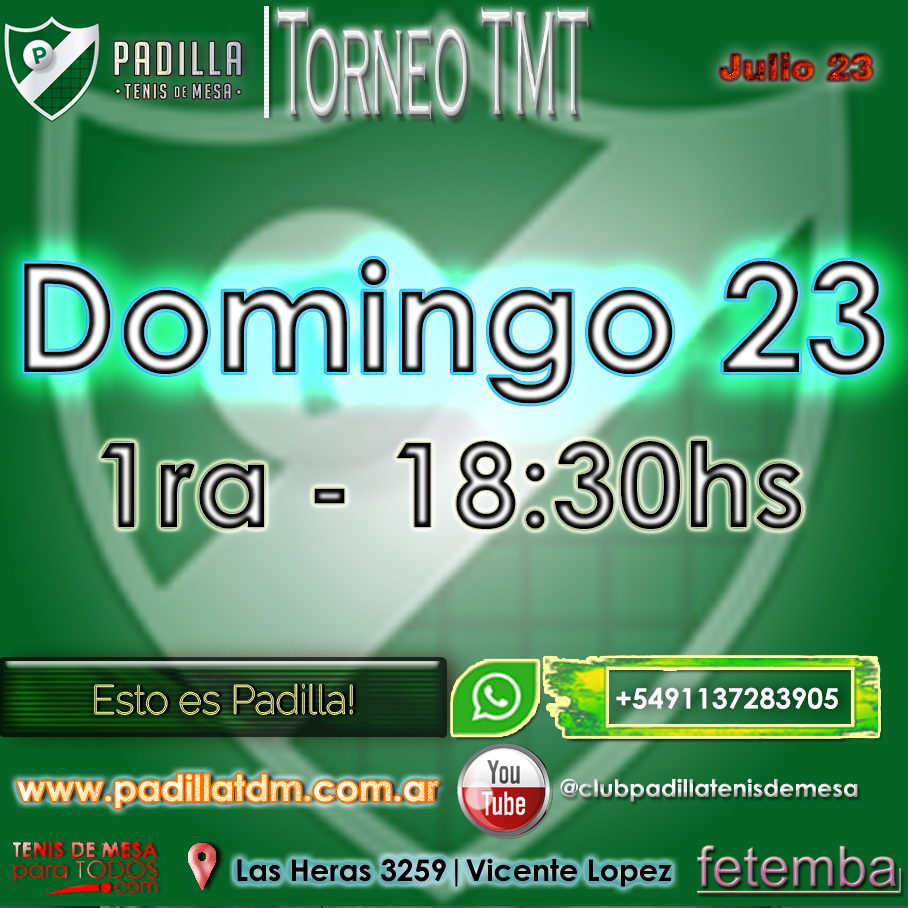 P
PADILLA
·TENIS DE MESA·
TORNEO TMT
Julio 23
Domingo 23
1ra - 18:30hs
Esto es Padilla!
+5491137283905
www.padillatdm.com.ar
You
Tube
@clubpadillatenisdemesa
TENIS DE MESA
para TODOS
.com
Las Heras 3259|Vicente Lopez
fetemba